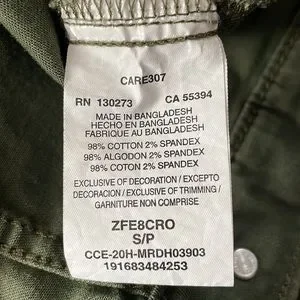 CARE307
RN 130273 CA 55394
MADE IN BANGLADESH
HECHO EN BANGLADESH
FABRIQUE AU BANGLADESH
98% COTTON 2% SPANDEX
98% ALGODON 2% SPANDEX
98% COTTON 2% SPANDEX
EXCLUSIVE OF DECORATION / EXCEPTO
DECORACION / EXCLUSIVE OF TRIMMING /
GARNITURE NON COMPRISE
ZFE8CRO
S/P
CCE-20H-MRDH03903
191683484253